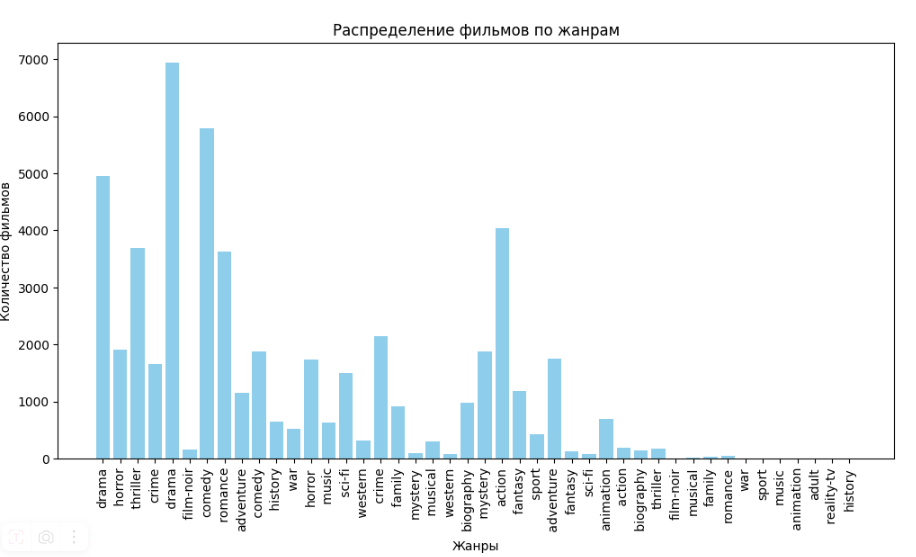 Распределение фильмов по жанрам
Количество фильмов
7000
6000
5000
4000
3000
2000
1000
0
drama
horror
thriller
crime
drama
film-noir
comedy
romance
adventure
comedy
history
war
horror
music
sci-fi
western
crime
family
mystery
musical
western
biography
mystery
action
fantasy
sport
adventure
fantasy
sci-fi
animation
action
biography
thriller
film-noir
musical
family
romance
war
sport
music
animation
adult
reality-tv
history
Жанры